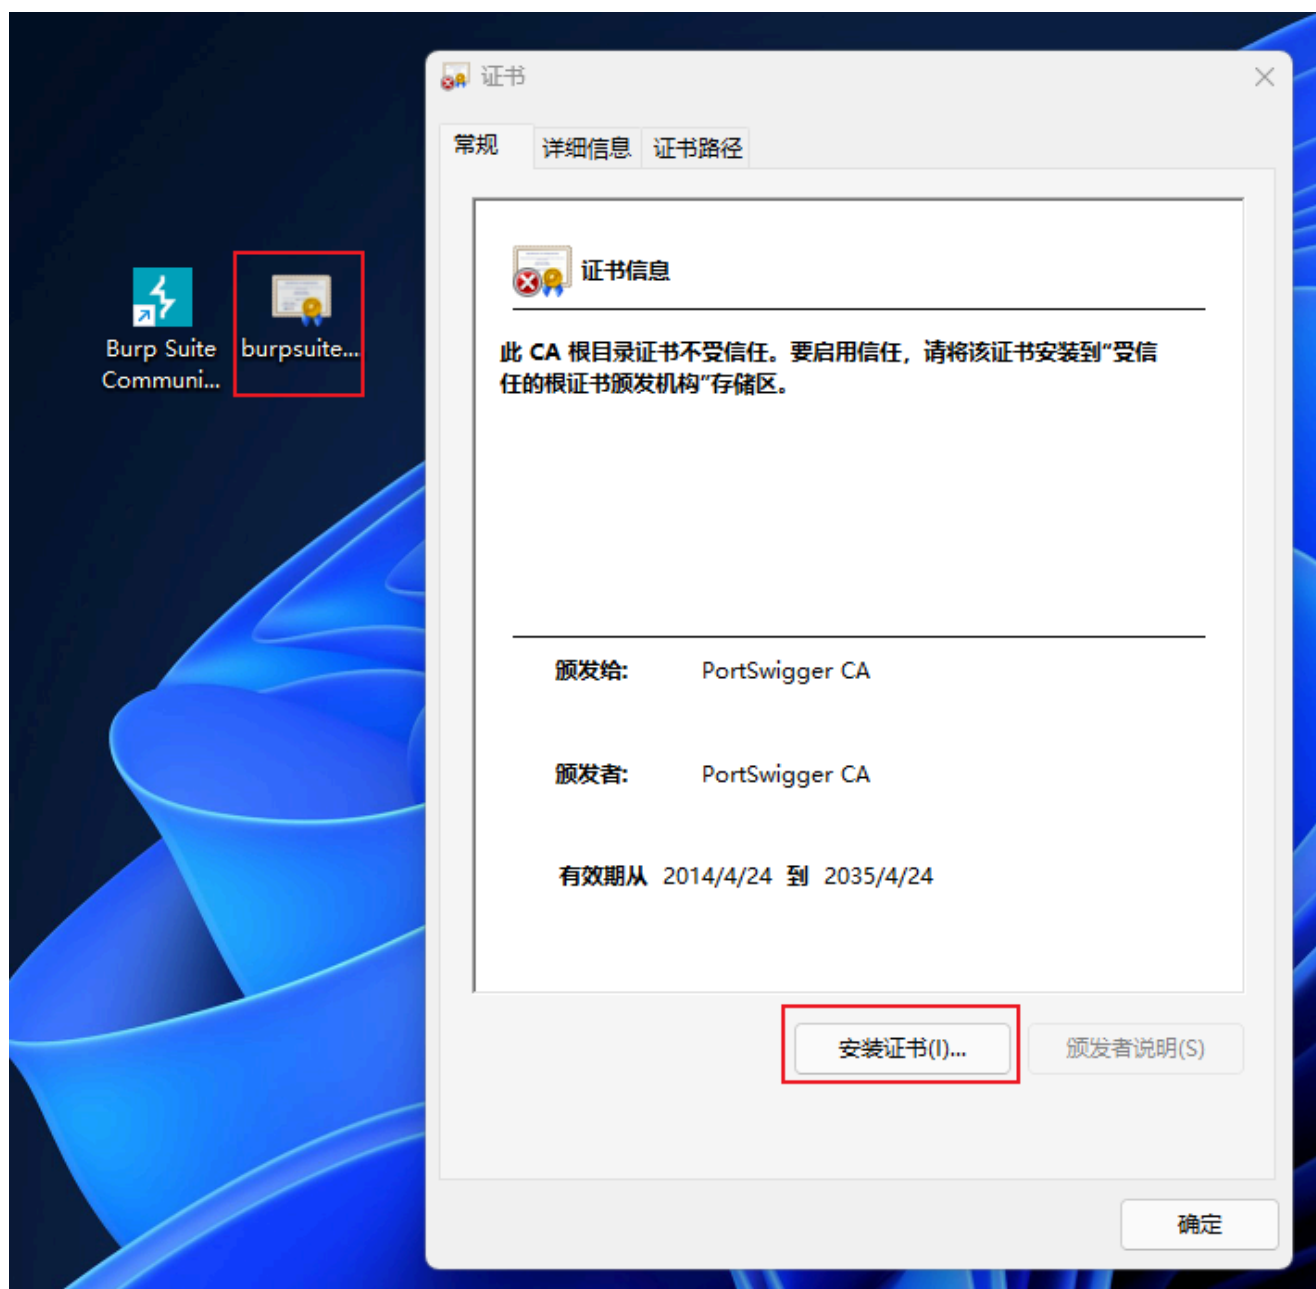 证书
常规
详细信息
证书路径
证书信息
此 CA 根目录证书不受信任。要启用信任，请将该证书安装到“受信
任的根证书颁发机构”存储区。
颁发给: PortSwigger CA
颁发者: PortSwigger CA
有效期从 2014/4/24 到 2035/4/24
安装证书(I)...
颁发者说明(S)
确定
Burp Suite
Communi...
burpsuite...